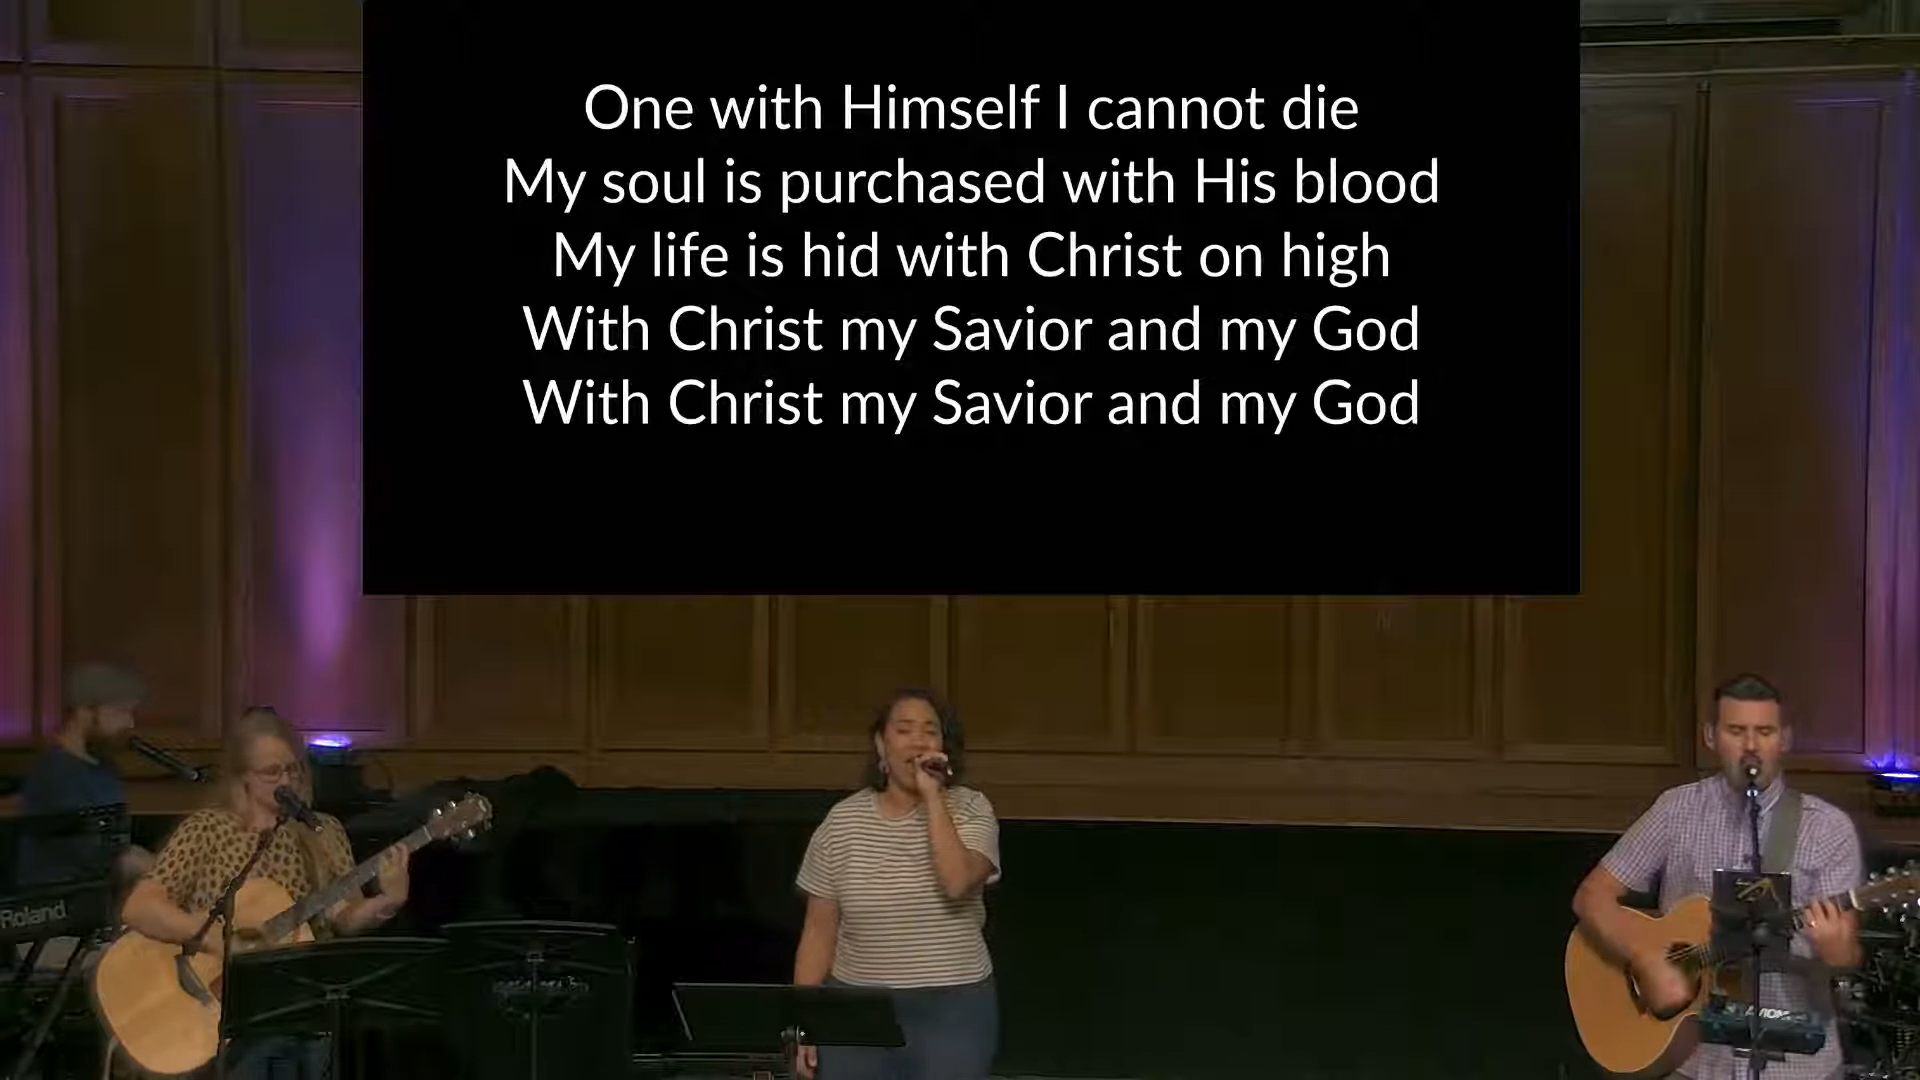 One with Himself I cannot die
My soul is purchased with His blood
My life is hid with Christ on high
With Christ my Savior and my God
With Christ my Savior and my God
Roland
AVIOM